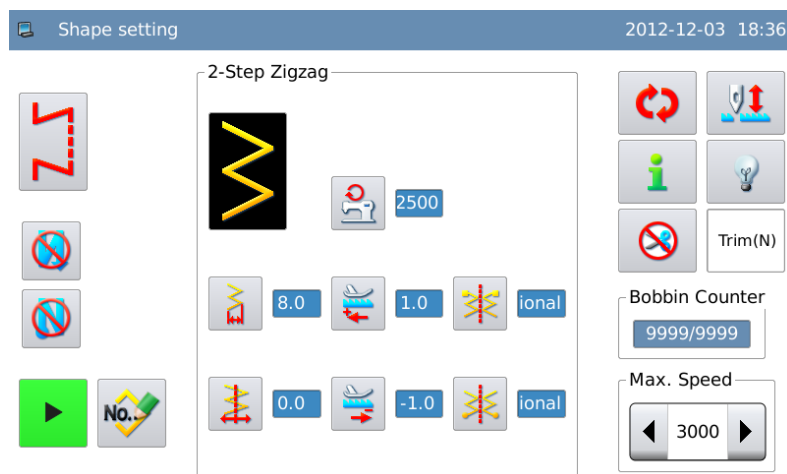 Shape setting 2012-12-03 18:36
2-Step Zigzag
2500
Trim(N)
8.0 1.0 ional
Bobbin Counter
9999/9999
Max. Speed
No..
0.0 -1.0 ional
3000